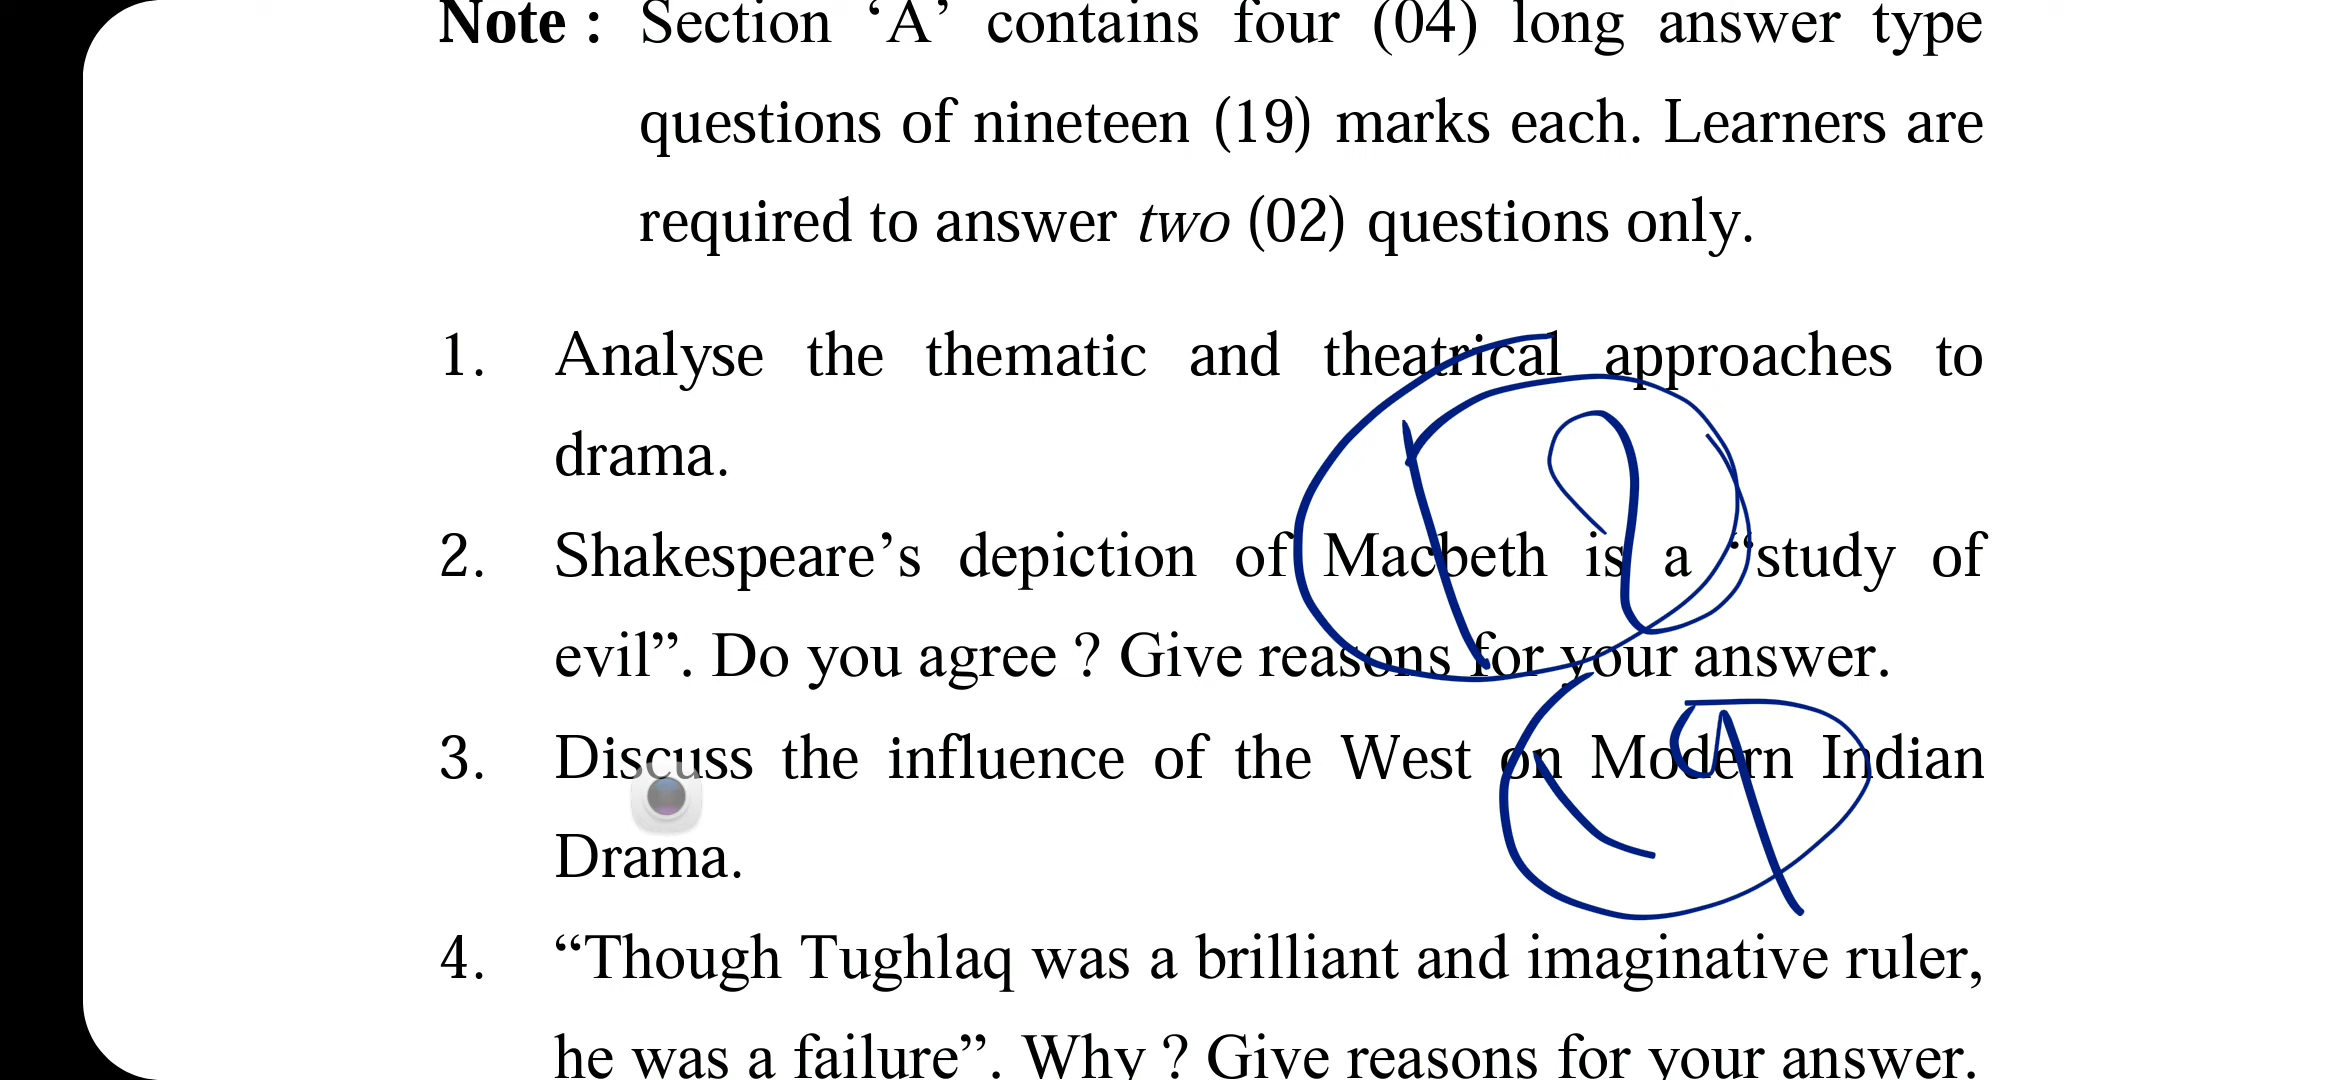 Note : Section ‘A’ contains four (04) long answer type
questions of nineteen (19) marks each. Learners are
required to answer two (02) questions only.
1. Analyse the thematic and theatrical approaches to
drama.
2. Shakespeare’s depiction of Macbeth is a “study of
evil”. Do you agree ? Give reasons for your answer.
3. Discuss the influence of the West on Modern Indian
Drama.
4. “Though Tughlaq was a brilliant and imaginative ruler,
he was a failure”. Why ? Give reasons for your answer.